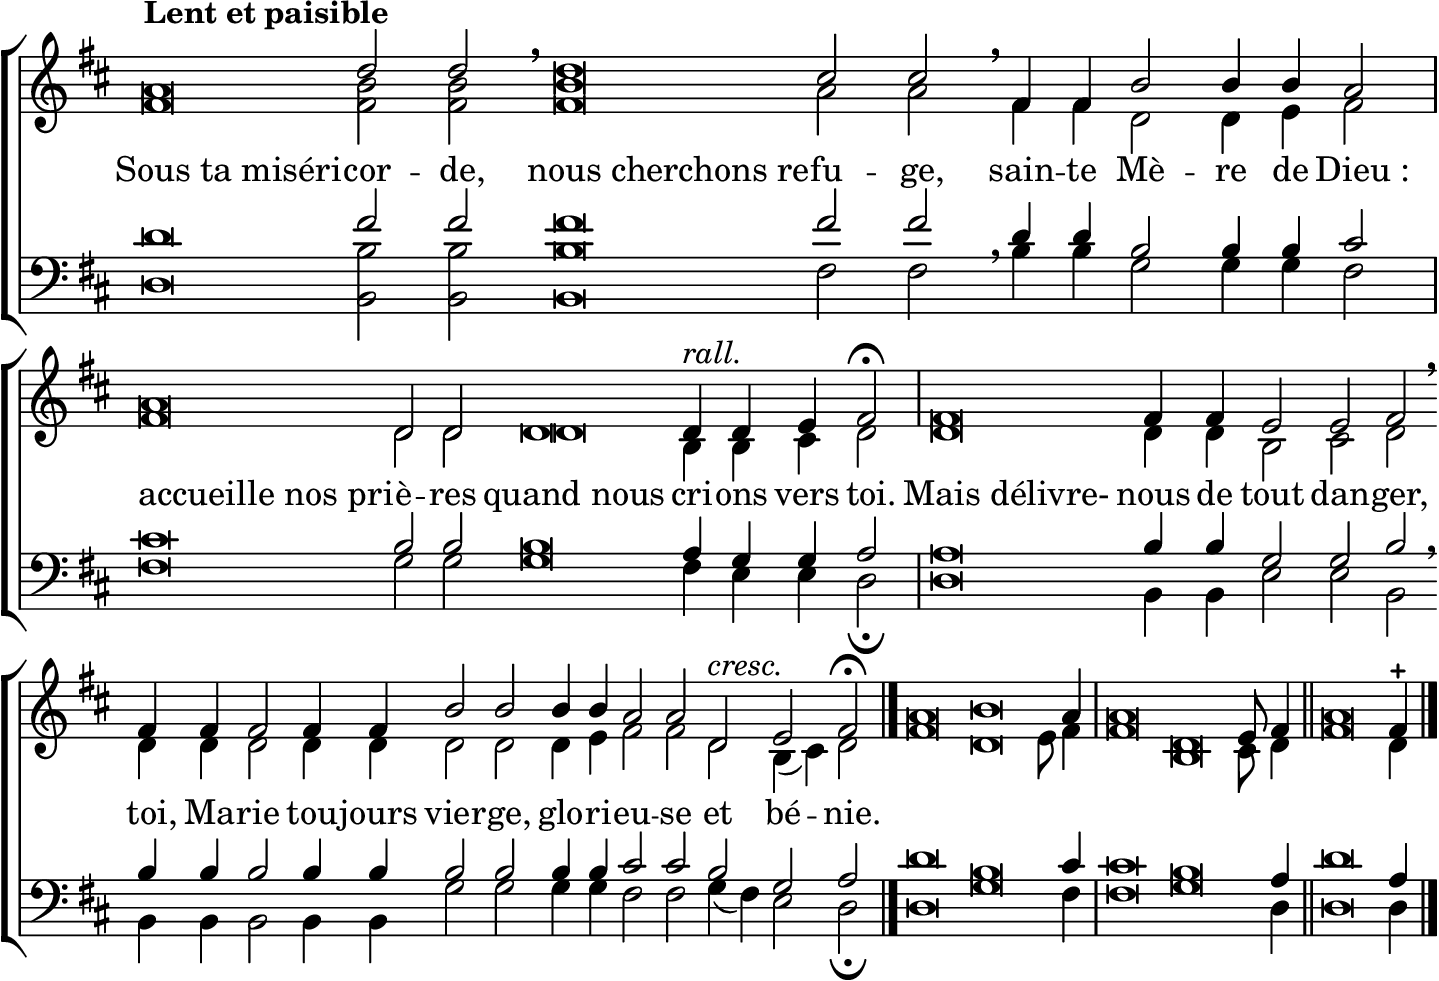 Lent et paisible
Sous ta miséricor -- de, nous cherchons refu -- ge, sain -- te Mè -- re de Dieu :
rall.
accueille nos priè -- res quand nous crions vers toi. Mais délivre- nous de tout danger,
cresc.
toi, Marie toujours vierge, glorieu -- se et bé -- nie.